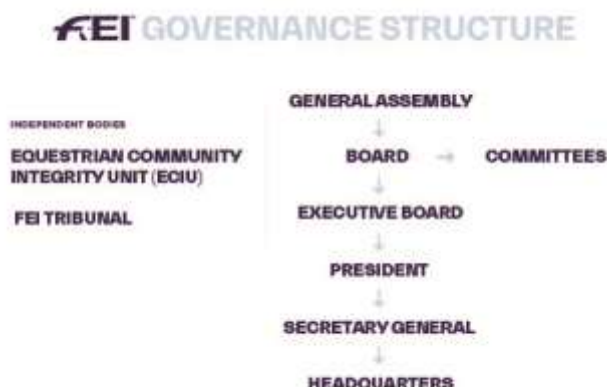 FEI GOVERNANCE STRUCTURE
INDEPENDENT BODIES
EQUESTRIAN COMMUNITY
INTEGRITY UNIT (ECIU)
FEI TRIBUNAL
GENERAL ASSEMBLY
BOARD → COMMITTEES
EXECUTIVE BOARD
PRESIDENT
SECRETARY GENERAL
HEADQUARTERS